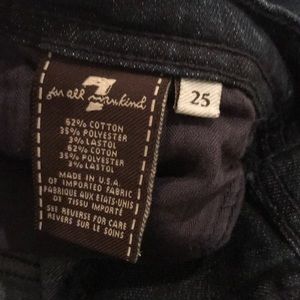 7
for all mankind
25
62% COTTON
35% POLYESTER
3% LASTOL
62% COTON
35% POLYESTER
3% LASTOL
MADE IN U.S.A.
OF IMPORTED FABRIC
FABRIQUE AUX ETATS-UNIS
DE TISSU IMPORTÉ
SEE REVERSE FOR CARE
REVERS SUR LE SOINS